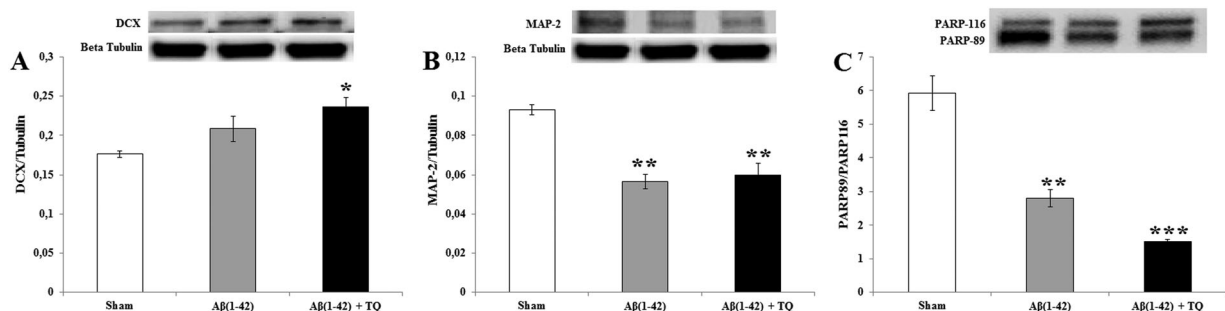 DCX
Beta Tubulin
A
0,3
0,25
0,2
0,15
0,1
0,05
0
DCX/Tubulin
*
Sham
Aβ(1-42)
Aβ(1-42) + TQ
MAP-2
Beta Tubulin
B
0,12
0,1
0,08
0,06
0,04
0,02
0
MAP-2/Tubulin
**
**
Sham
Aβ(1-42)
Aβ(1-42) + TQ
PARP-116
PARP-89
C
7
6
5
4
3
2
1
0
PARP89/PARP116
**
***
Sham
Aβ(1-42)
Aβ(1-42) + TQ